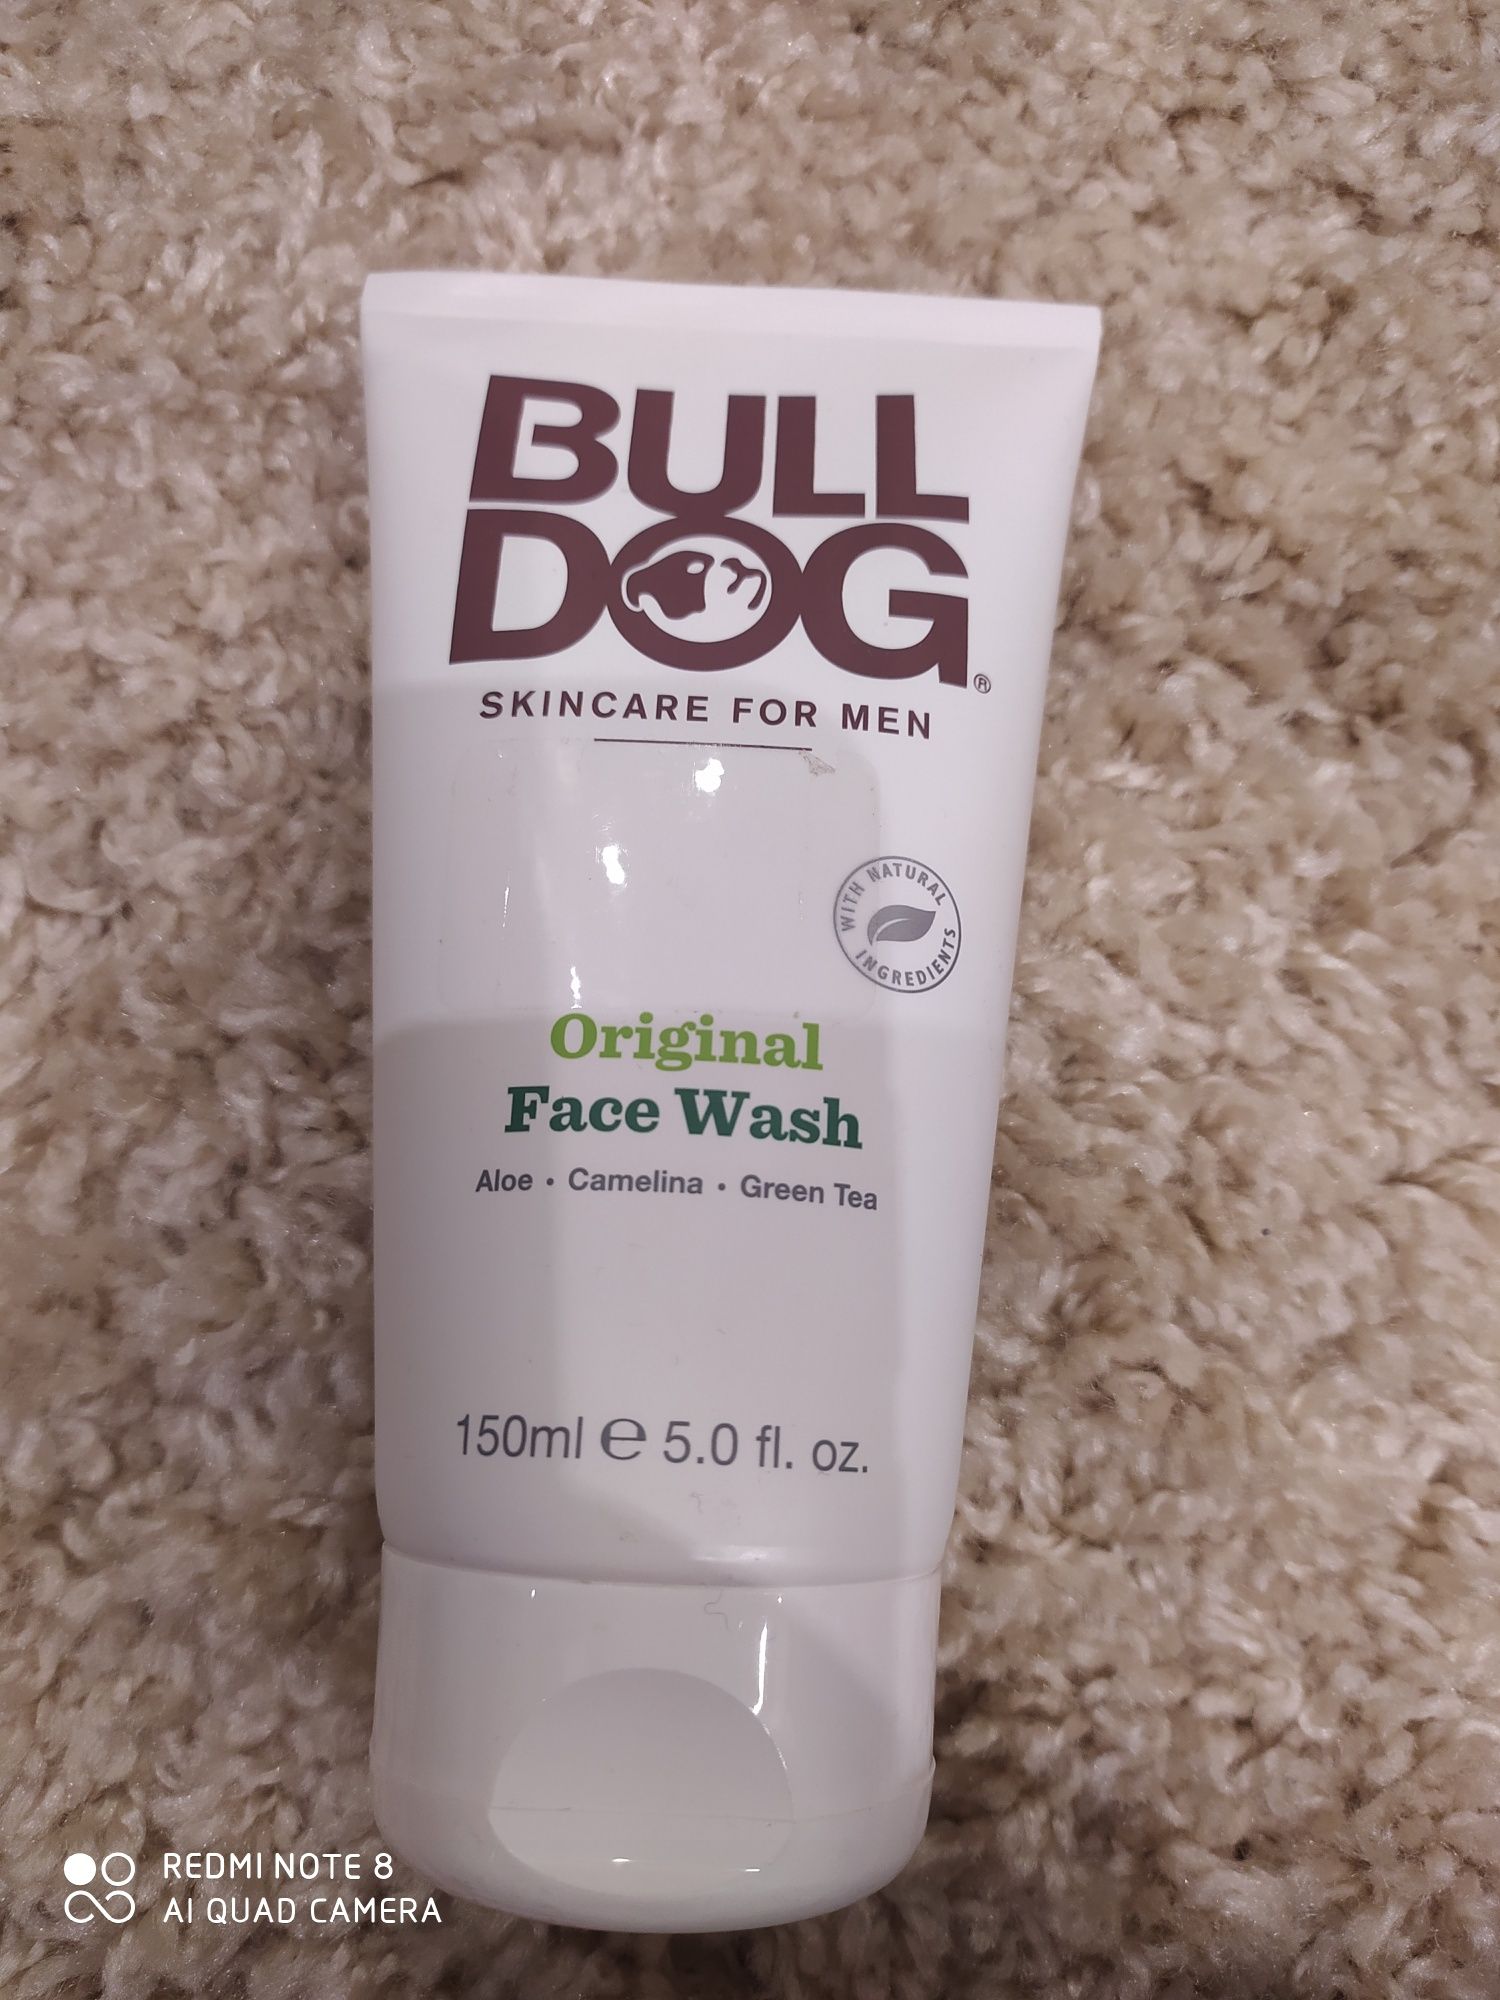 BULL
DOG®
SKINCARE FOR MEN
WITH NATURAL
INGREDIENTS
Original
Face Wash
Aloe • Camelina • Green Tea
150ml ℮ 5.0 fl. oz.
REDMI NOTE 8
AI QUAD CAMERA